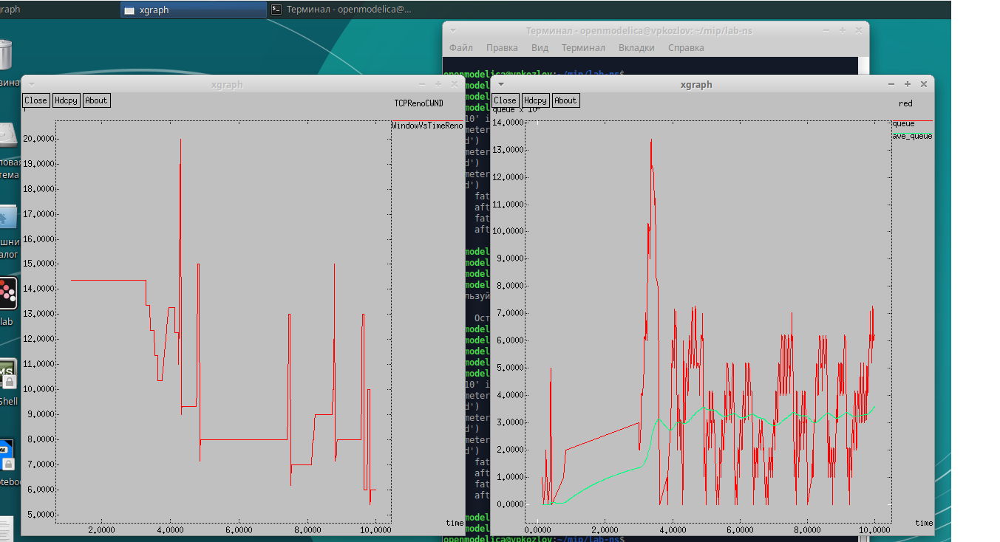 raph
xgraph
Терминал - openmodelica@...
Терминал - openmodelica@vpkozlov: ~/mip/lab-ns
Файл Правка Вид Терминал Вкладки Справка
openmodelica@vpkozlov:~/mip/lab-ns$
xgraph
Close Hdcpy About
TCPRenoCWND
WindowVsTimeReno
20.0000
19.0000
18.0000
17.0000
16.0000
15.0000
14.0000
13.0000
12.0000
11.0000
10.0000
9.0000
8.0000
7.0000
6.0000
5.0000
2.0000 4.0000 6.0000 8.0000 10.0000
time
xgraph
Close Hdcpy About
red
queue
ave_queue
14.0000
13.0000
12.0000
11.0000
10.0000
9.0000
8.0000
7.0000
6.0000
5.0000
4.0000
3.0000
2.0000
1.0000
0.0000
0.0000 2.0000 4.0000 6.0000 8.0000 10.0000
time
model
model
model
10' i
meter
d')
meter
d')
meter
d')
fat
aft
fat
aft
model
model
model
model
льзуй
Ост
model
model
model
model
model
10' i
meter
d')
meter
d')
meter
d')
fat
aft
fat
aft
model
model
openmodelica@vpkozlov:~/mip/lab-ns$
зина
ловая
тема
шни
алог
lab
MS
Shell
OM
otebo